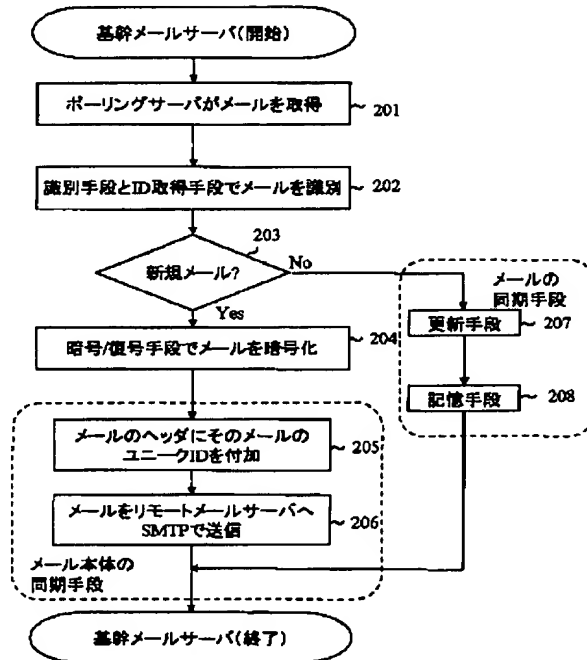 基幹メールサーバ(開始)
ポーリングサーバがメールを取得
201
識別手段とID取得手段でメールを識別
202
203
新規メール?
No
Yes
メールの
同期手段
更新手段
207
記憶手段
208
暗号/復号手段でメールを暗号化
204
メールのヘッダにそのメールの
ユニークIDを付加
205
メールをリモートメールサーバへ
SMTPで送信
206
メール本体の
同期手段
基幹メールサーバ(終了)